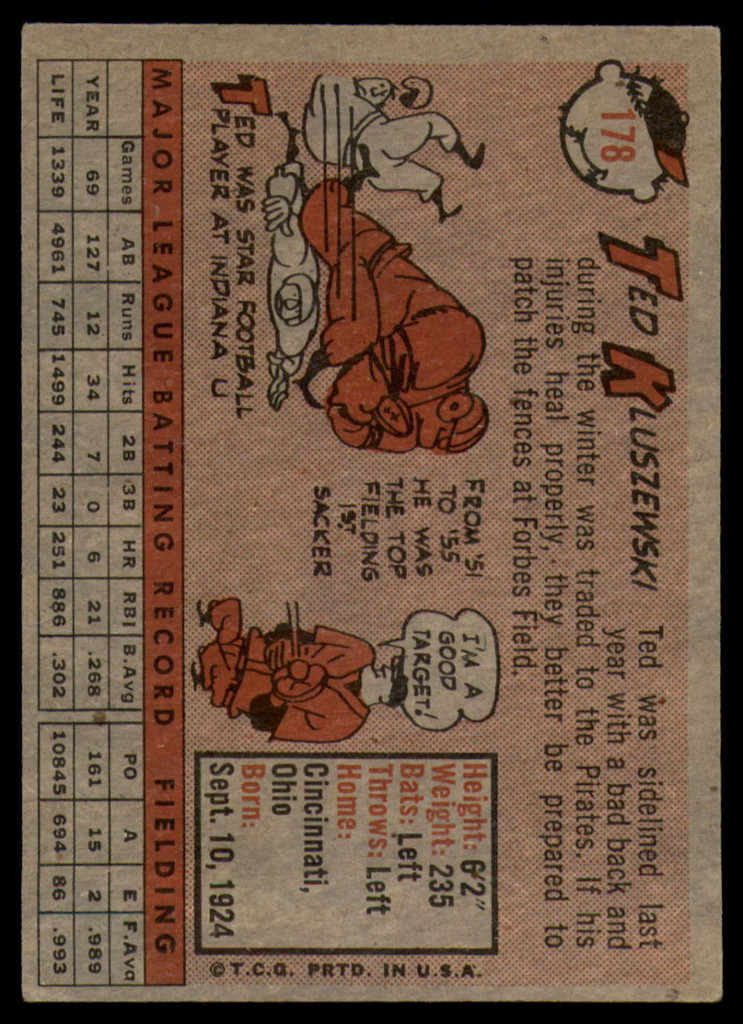 178
TED KLUSZEWSKI Ted was sidelined last
year with a bad back and
during the winter was traded to the Pirates. If his
injuries heal properly, they better be prepared to
patch the fences at Forbes Field.
TED WAS STAR FOOTBALL
PLAYER AT INDIANA U
FROM '51
TO '55
HE WAS
THE TOP
FIELDING
1ST
SACKER
I'M A
GOOD
TARGET!
Height: 6'2"
Weight: 235
Bats: Left
Throws: Left
Home:
Cincinnati,
Ohio
Born:
Sept. 10, 1924
© T.C.G. PRTD. IN U.S.A.
MAJOR LEAGUE BATTING RECORD FIELDING
Games AB Runs Hits 2B 3B HR RBI B.Avg PO A E F.Avg
YEAR 69 127 12 34 7 0 6 21 .268 161 15 2 .989
LIFE 1339 4961 745 1499 244 23 251 886 .302 10845 694 86 .993